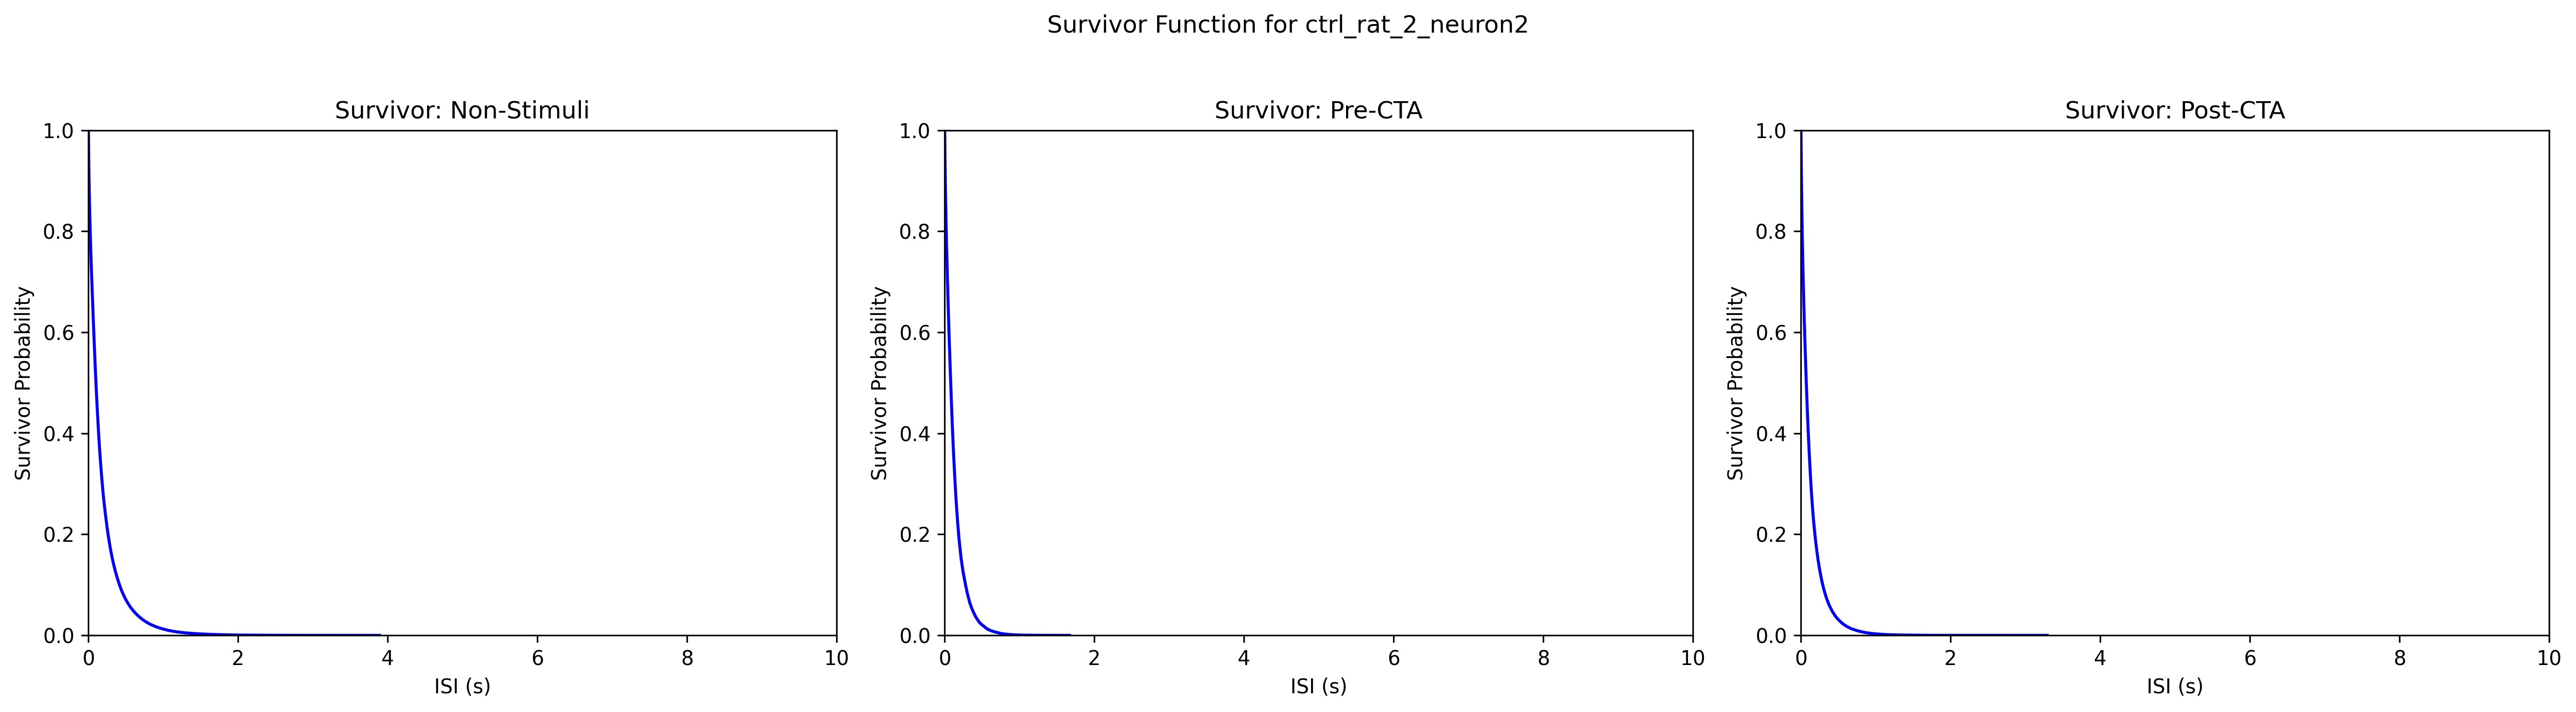 Survivor Function for ctrl_rat_2_neuron2
Survivor: Non-Stimuli
1.0
0.8
0.6
0.4
0.2
0.0
Survivor Probability
0 2 4 6 8 10
ISI (s)
Survivor: Pre-CTA
1.0
0.8
0.6
0.4
0.2
0.0
Survivor Probability
0 2 4 6 8 10
ISI (s)
Survivor: Post-CTA
1.0
0.8
0.6
0.4
0.2
0.0
Survivor Probability
0 2 4 6 8 10
ISI (s)